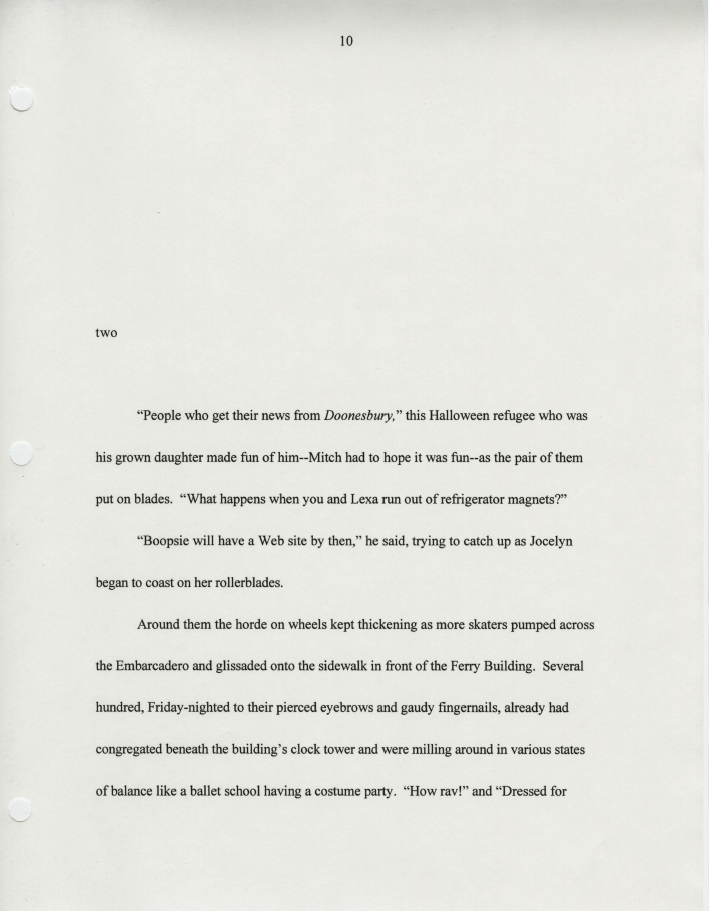 10
two
“People who get their news from Doonesbury,” this Halloween refugee who was
his grown daughter made fun of him--Mitch had to hope it was fun--as the pair of them
put on blades.  “What happens when you and Lexa run out of refrigerator magnets?”
“Boopsie will have a Web site by then,” he said, trying to catch up as Jocelyn
began to coast on her rollerblades.
Around them the horde on wheels kept thickening as more skaters pumped across
the Embarcadero and glissaded onto the sidewalk in front of the Ferry Building.  Several
hundred, Friday-nighted to their pierced eyebrows and gaudy fingernails, already had
congregated beneath the building’s clock tower and were milling around in various states
of balance like a ballet school having a costume party.  “How rav!” and “Dressed for